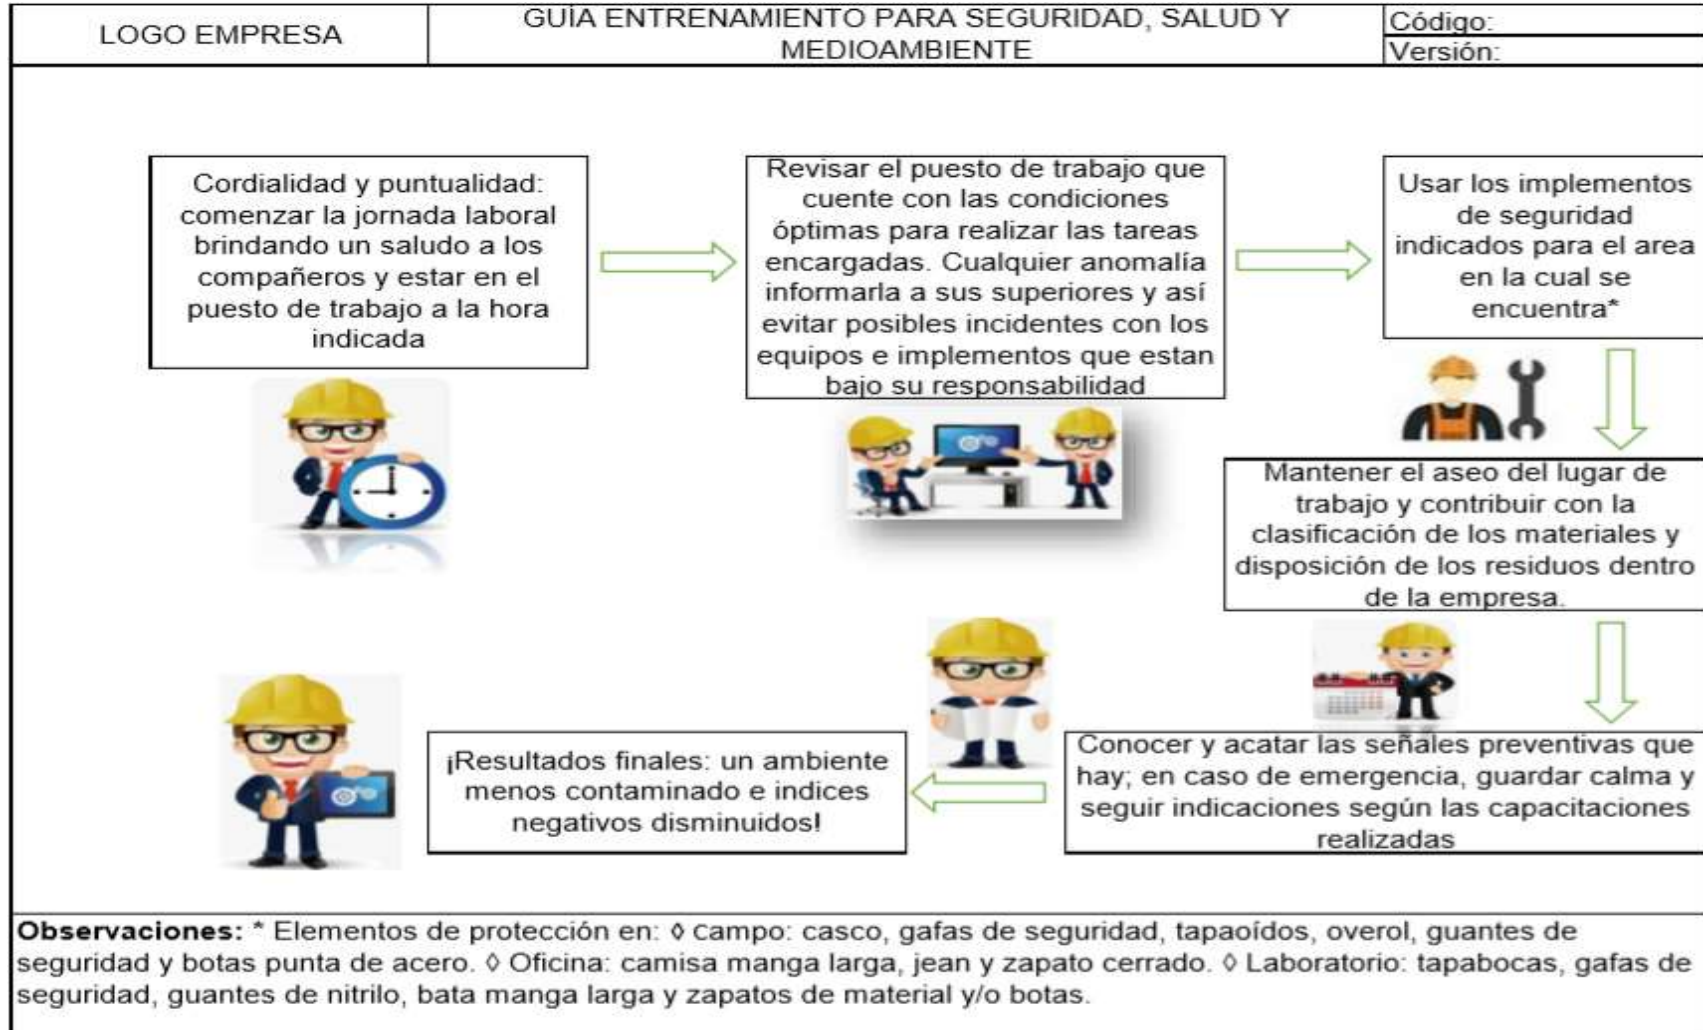 LOGO EMPRESA
GUÍA ENTRENAMIENTO PARA SEGURIDAD, SALUD Y
MEDIOAMBIENTE
Código:
Versión:
Cordialidad y puntualidad:
comenzar la jornada laboral
brindando un saludo a los
compañeros y estar en el
puesto de trabajo a la hora
indicada
Revisar el puesto de trabajo que
cuente con las condiciones
óptimas para realizar las tareas
encargadas. Cualquier anomalía
informarla a sus superiores y así
evitar posibles incidentes con los
equipos e implementos que estan
bajo su responsabilidad
Usar los implementos
de seguridad
indicados para el area
en la cual se
encuentra*
Mantener el aseo del lugar de
trabajo y contribuir con la
clasificación de los materiales y
disposición de los residuos dentro
de la empresa.
Conocer y acatar las señales preventivas que
hay; en caso de emergencia, guardar calma y
seguir indicaciones según las capacitaciones
realizadas
¡Resultados finales: un ambiente
menos contaminado e indices
negativos disminuidos!
Observaciones: * Elementos de protección en: ◊ Campo: casco, gafas de seguridad, tapaoídos, overol, guantes de
seguridad y botas punta de acero. ◊ Oficina: camisa manga larga, jean y zapato cerrado. ◊ Laboratorio: tapabocas, gafas de
seguridad, guantes de nitrilo, bata manga larga y zapatos de material y/o botas.